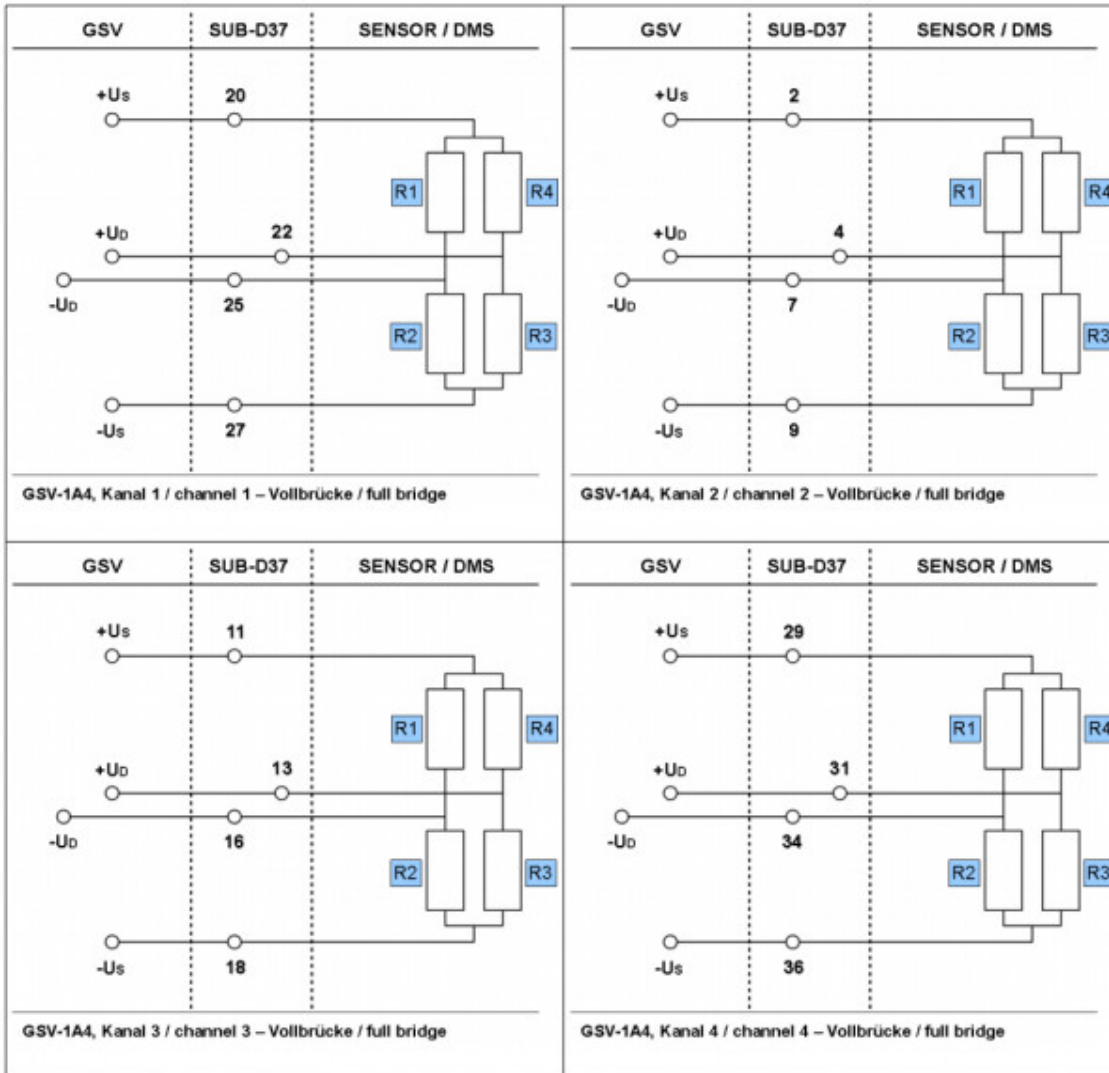 GSV SUB-D37 SENSOR / DMS
+Us 20
R1 R4
+UD 22
-UD 25
R2 R3
-Us 27
GSV-1A4, Kanal 1 / channel 1 – Vollbrücke / full bridge
GSV SUB-D37 SENSOR / DMS
+Us 2
R1 R4
+UD 4
-UD 7
R2 R3
-Us 9
GSV-1A4, Kanal 2 / channel 2 – Vollbrücke / full bridge
GSV SUB-D37 SENSOR / DMS
+Us 11
R1 R4
+UD 13
-UD 16
R2 R3
-Us 18
GSV-1A4, Kanal 3 / channel 3 – Vollbrücke / full bridge
GSV SUB-D37 SENSOR / DMS
+Us 29
R1 R4
+UD 31
-UD 34
R2 R3
-Us 36
GSV-1A4, Kanal 4 / channel 4 – Vollbrücke / full bridge